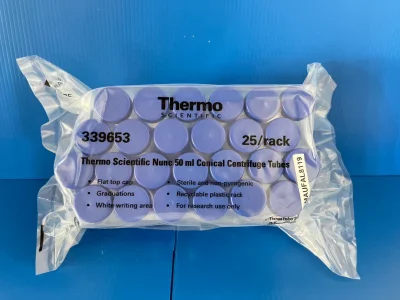 Thermo
SCIENTIFIC
339653
25/rack
Thermo Scientific Nunc 50 ml Conical Centrifuge Tubes
• Flat top cap
• Graduations
• White writing area
• Sterile and non-pyrogenic
• Recyclable plastic rack
• For research use only